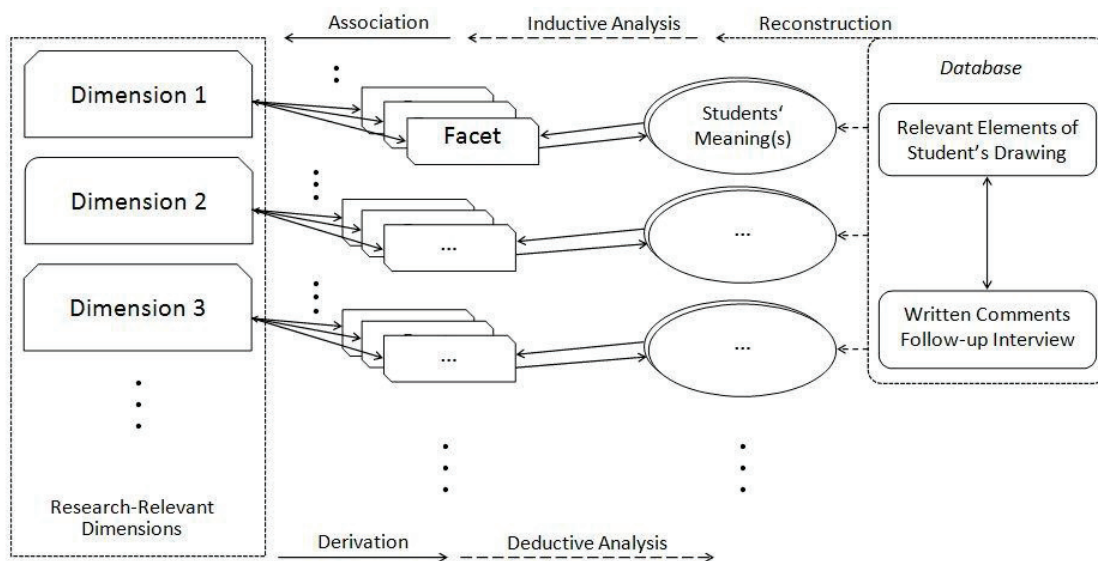 Association
Inductive Analysis
Reconstruction
Database
Dimension 1
Facet
Students‘
Meaning(s)
Relevant Elements of
Student’s Drawing
Dimension 2
...
...
Dimension 3
...
...
Written Comments
Follow-up Interview
Research-Relevant
Dimensions
Derivation
Deductive Analysis